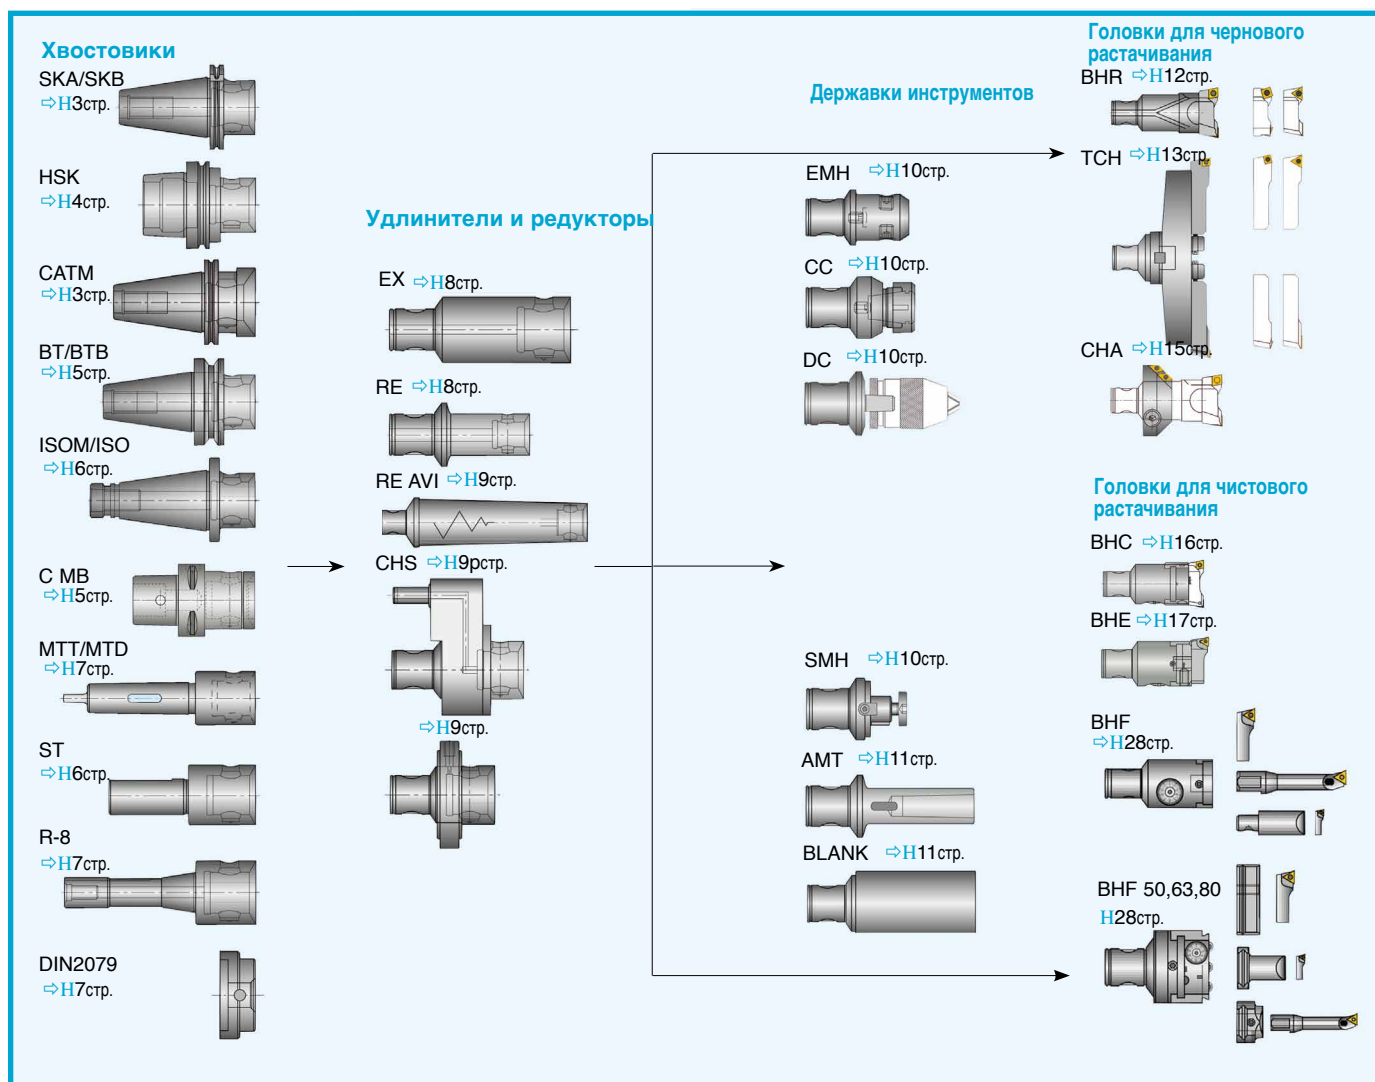 Хвостовики
SKA/SKB
⇨H3стр.
HSK
⇨H4стр.
CATM
⇨H3стр.
BT/BTB
⇨H5стр.
ISOM/ISO
⇨H6стр.
C MB
⇨H5стр.
MTT/MTD
⇨H7стр.
ST
⇨H6стр.
R-8
⇨H7стр.
DIN2079
⇨H7стр.
Удлинители и редукторы
EX ⇨H8стр.
RE ⇨H8стр.
RE AVI ⇨H9стр.
CHS ⇨H9pстр.
⇨H9стр.
Державки инструментов
EMH ⇨H10стр.
CC ⇨H10стр.
DC ⇨H10стр.
SMH ⇨H10стр.
AMT ⇨H11стр.
BLANK ⇨H11стр.
Головки для чернового
растачивания
BHR ⇨H12стр.
TCH ⇨H13стр.
CHA ⇨H15стр.
Головки для чистового
растачивания
BHC ⇨H16стр.
BHE ⇨H17стр.
BHF
⇨H28стр.
BHF 50,63,80
H28стр.